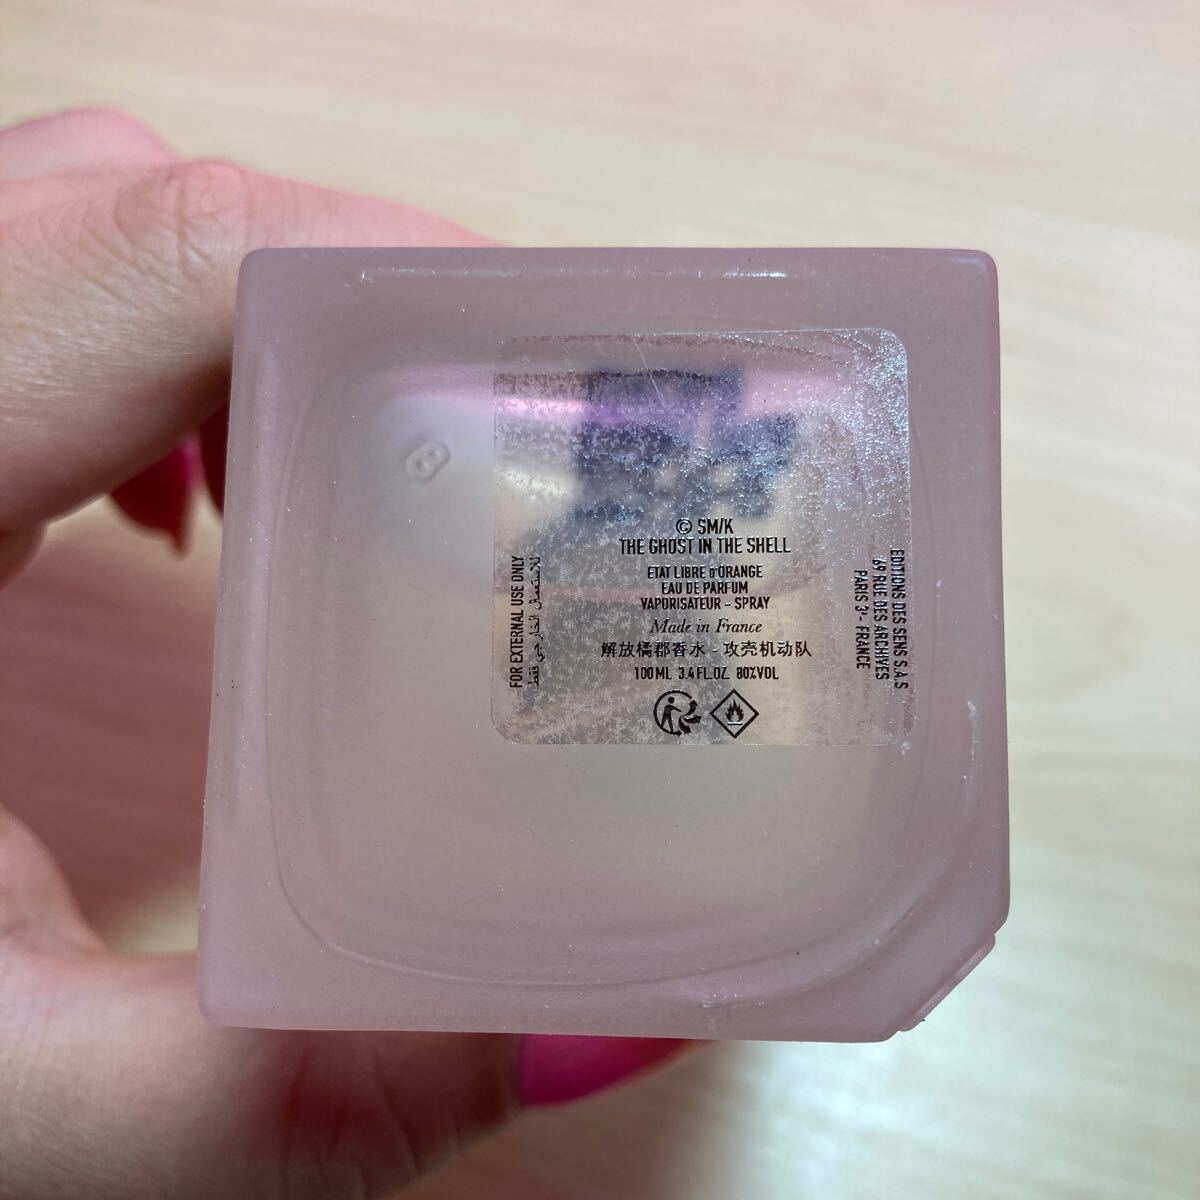 8
© SM/K
THE GHOST IN THE SHELL
ETAT LIBRE d'ORANGE
EAU DE PARFUM
VAPORISATEUR - SPRAY
Made in France
解放橘郡香水 - 攻壳机动队
100ML 3.4FL.OZ. 80%VOL
FOR EXTERNAL USE ONLY
للاستعمال الخارجي فقط
EDITIONS DES SENS S.A.S
69 RUE DES ARCHIVES
PARIS 3ᵉ - FRANCE